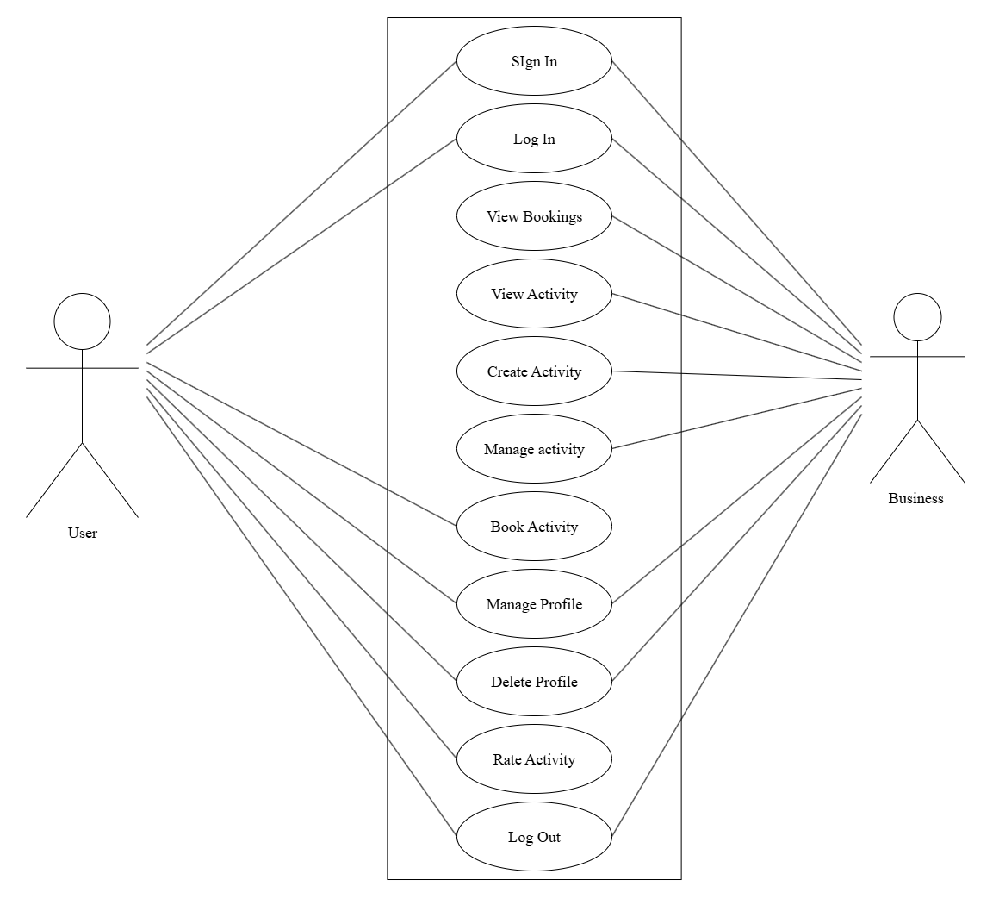 SIgn In
Log In
View Bookings
View Activity
Create Activity
Manage activity
Book Activity
Manage Profile
Delete Profile
Rate Activity
Log Out
User
Business